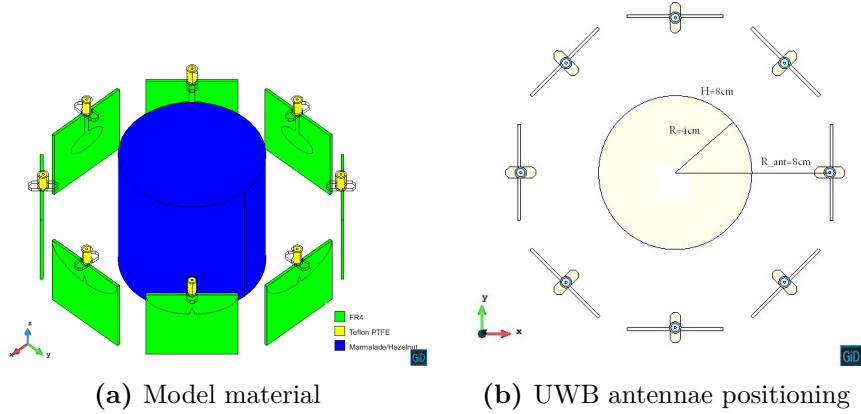 FR4
Teflon PTFE
Marmalade/Hazelnut
z
x
y
GiD
(a) Model material
H=8cm
R=4cm
R_ant=8cm
y
x
GiD
(b) UWB antennae positioning